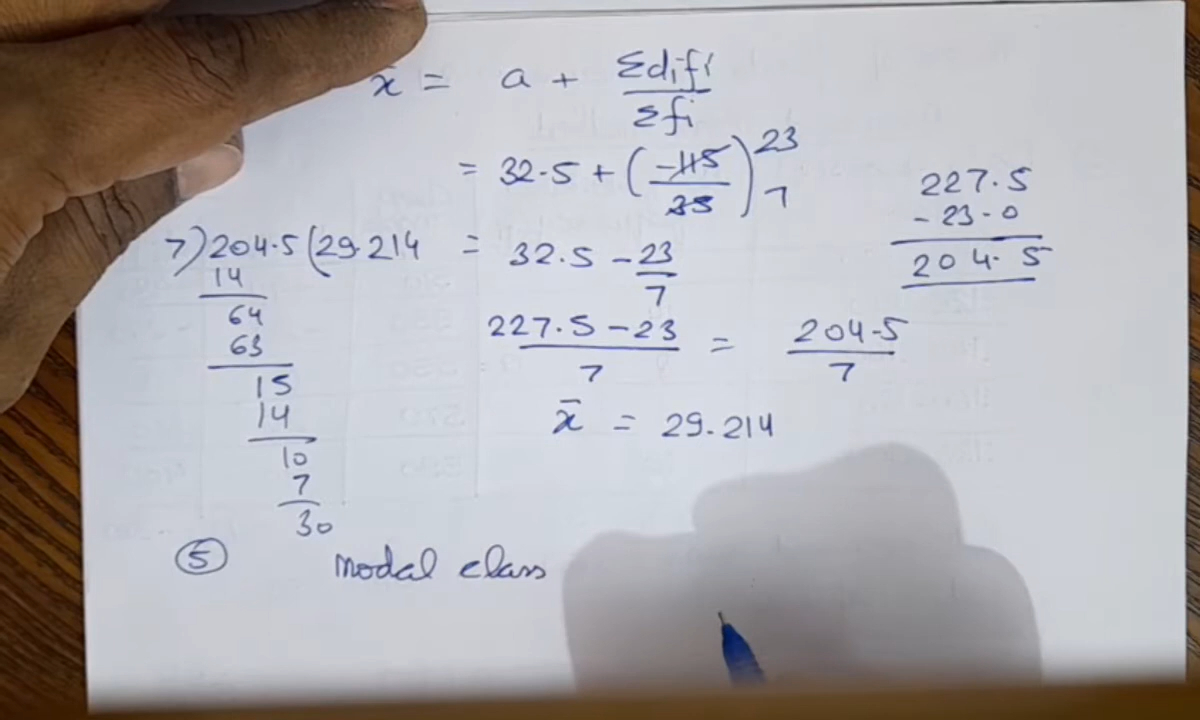 x̄ = a + Σdifi / Σfi
= 32.5 + (-115 / 35) 23 / 7
= 32.5 - 23 / 7
227.5 - 23 / 7 = 204.5 / 7
x̄ = 29.214
227.5
- 23.0
204.5
7) 204.5 (29.214
14
64
63
15
14
10
7
30
5 modal class